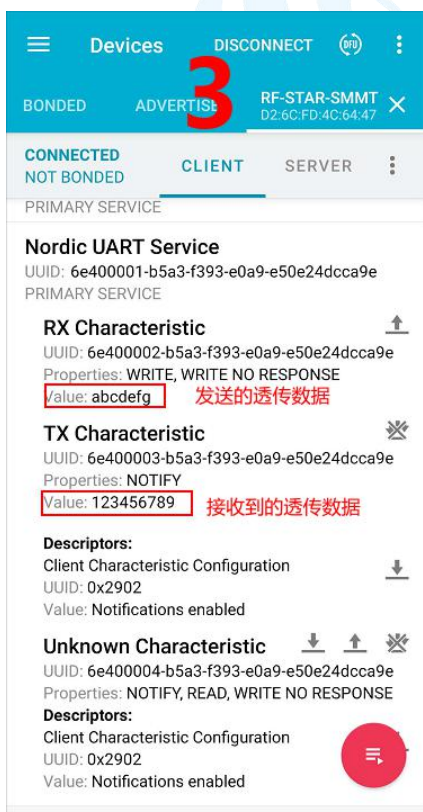 Devices DISCONNECT DFU
3
BONDED ADVERTISE RF-STAR-SMMT
D2:6C:FD:4C:64:47
CONNECTED
NOT BONDED CLIENT SERVER
PRIMARY SERVICE
Nordic UART Service
UUID: 6e400001-b5a3-f393-e0a9-e50e24dcca9e
PRIMARY SERVICE
RX Characteristic
UUID: 6e400002-b5a3-f393-e0a9-e50e24dcca9e
Properties: WRITE, WRITE NO RESPONSE
Value: abcdefg 发送的透传数据
TX Characteristic
UUID: 6e400003-b5a3-f393-e0a9-e50e24dcca9e
Properties: NOTIFY
Value: 123456789 接收到的透传数据
Descriptors:
Client Characteristic Configuration
UUID: 0x2902
Value: Notifications enabled
Unknown Characteristic
UUID: 6e400004-b5a3-f393-e0a9-e50e24dcca9e
Properties: NOTIFY, READ, WRITE NO RESPONSE
Descriptors:
Client Characteristic Configuration
UUID: 0x2902
Value: Notifications enabled